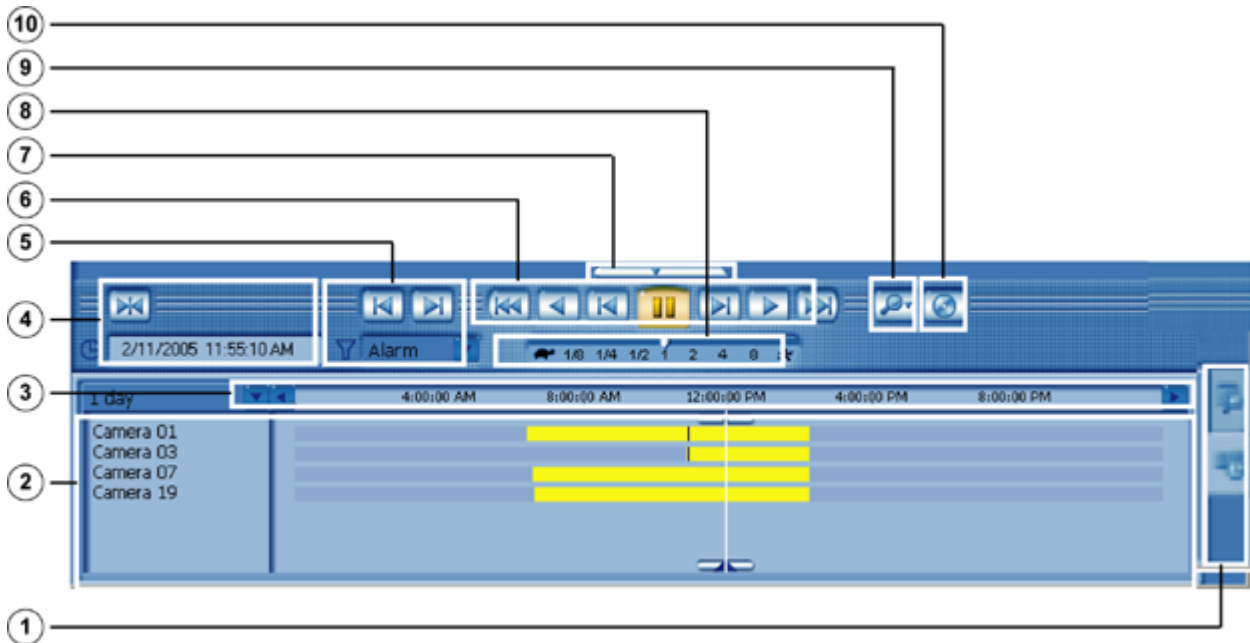 10
9
8
7
6
5
4
2/11/2005 11:55:10 AM
Alarm
1/8 1/4 1/2 1 2 4 8
3
1 day
4:00:00 AM 8:00:00 AM 12:00:00 PM 4:00:00 PM 8:00:00 PM
Camera 01
Camera 03
Camera 07
Camera 19
2
1